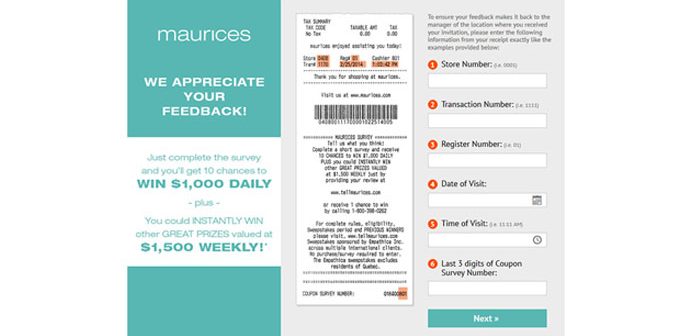 maurices
WE APPRECIATE
YOUR
FEEDBACK!
Just complete the survey
and you'll get 10 chances to
WIN $1,000 DAILY
- plus -
You could INSTANTLY WIN
other GREAT PRIZES valued at
$1,500 WEEKLY!*
TAX SUMMARY
TAX CODE TAXABLE AMT TAX
No Tax 0.00 0.00
maurices enjoyed assisting you today!
Store 0408 Reg# 01 Cashier 801
Tran# 1170 2/25/2014 1:03:42 PM
Thank you for shopping at maurices.
Visit us at www.maurices.com
MAURICES SURVEY
Tell us what you think!
Complete a short survey and receive
10 CHANCES to WIN $1,000 DAILY
PLUS you could INSTANTLY WIN
other GREAT PRIZES VALUED
at $1,500 WEEKLY just by
providing your review at
www.tellmaurices.com
or receive 1 chance to win
by calling 1-800-398-0262
For complete rules, eligibility,
Sweepstakes period and PREVIOUS WINNERS
please visit, www.tellmaurices.com.
Sweepstakes sponsored by Empathica Inc.
across multiple international clients.
No purchase/survey required to enter.
The Empathica sweepstakes excludes
residents of Quebec.
COUPON SURVEY NUMBER: 016400801
To ensure your feedback makes it back to the
manager of the location where you received
your invitation, please enter the following
information from your receipt exactly like the
examples provided below:
1 Store Number: (i.e. 0001)
2 Transaction Number: (i.e. 1111)
3 Register Number: (i.e. 01)
4 Date of Visit:
5 Time of Visit: (i.e. 11:11 AM)
6 Last 3 digits of Coupon
Survey Number:
Next »